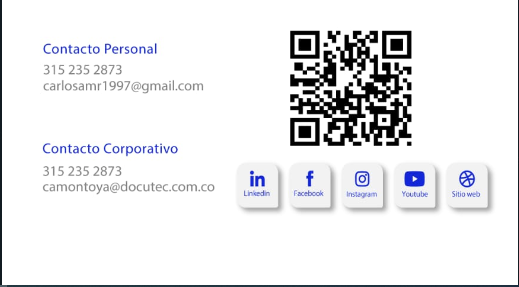 Contacto Personal
315 235 2873
carlosamr1997@gmail.com
Contacto Corporativo
315 235 2873
camontoya@docutec.com.co
in
Linkedin
f
Facebook
Instagram
Youtube
Sitio web